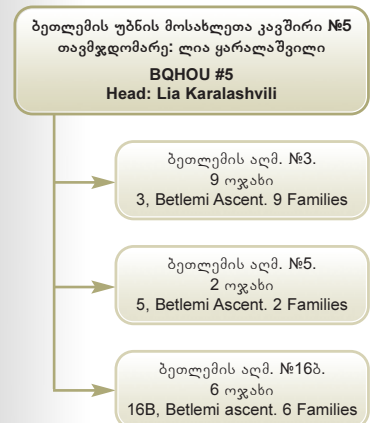 ბეთლემის უბნის მოსახლეთა კავშირი №5
თავმჯდომარე: ლია ყარალაშვილი
BQHOU #5
Head: Lia Karalashvili
ბეთლემის აღმ. №3.
9 ოჯახი
3, Betlemi Ascent. 9 Families
ბეთლემის აღმ. №5.
2 ოჯახი
5, Betlemi Ascent. 2 Families
ბეთლემის აღმ. №16ბ.
6 ოჯახი
16B, Betlemi ascent. 6 Families